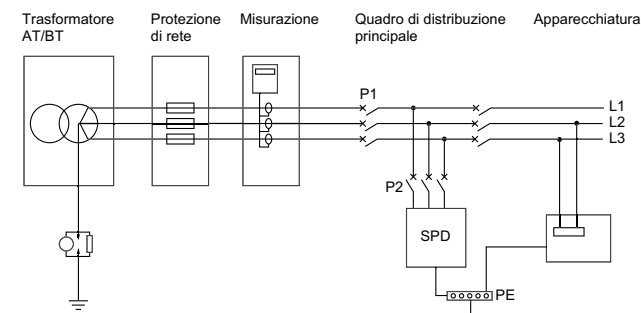 Trasformatore
AT/BT
Protezione
di rete
Misurazione
Quadro di distribuzione
principale
Apparecchiatura
P1
L1
L2
L3
P2
SPD
PE